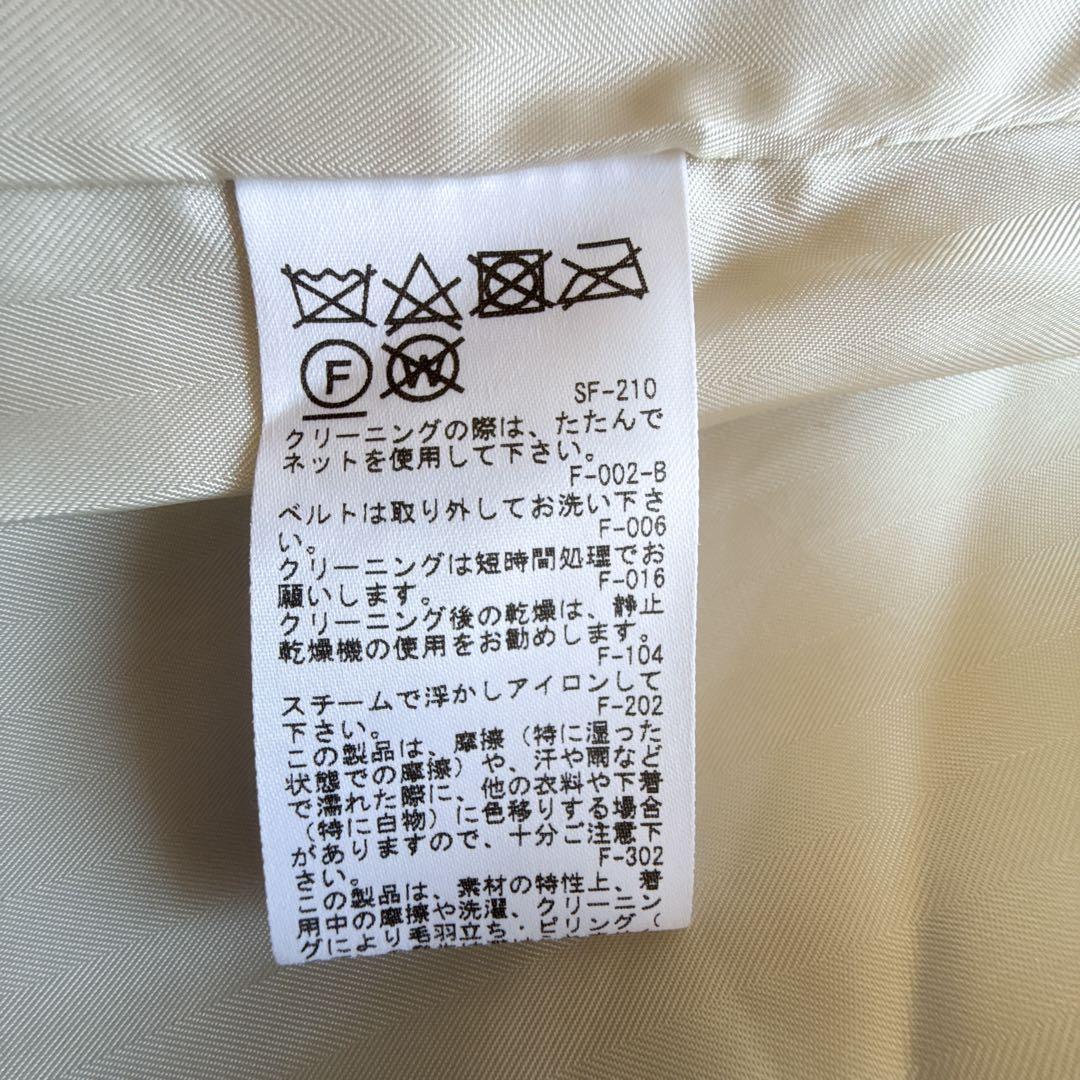 F W
SF-210
クリーニングの際は、たたんで
ネットを使用して下さい。
F-002-B
ベルトは取り外してお洗い下さ
い。
F-006
クリーニングは短時間処理でお
願いします。
F-016
クリーニング後の乾燥は、静止
乾燥機の使用をお勧めします。
F-104
スチームで浮かしアイロンして
下さい。
F-202
この製品は、摩擦（特に湿った
状態での摩擦）や、汗や雨など
で濡れた際に、他の衣料や下着
（特に白物）に色移りする場合
がありますので、十分ご注意下
さい。
F-302
この製品は、素材の特性上、着
用中の摩擦や洗濯、クリーニン
グにより毛羽立ち・ピリング（